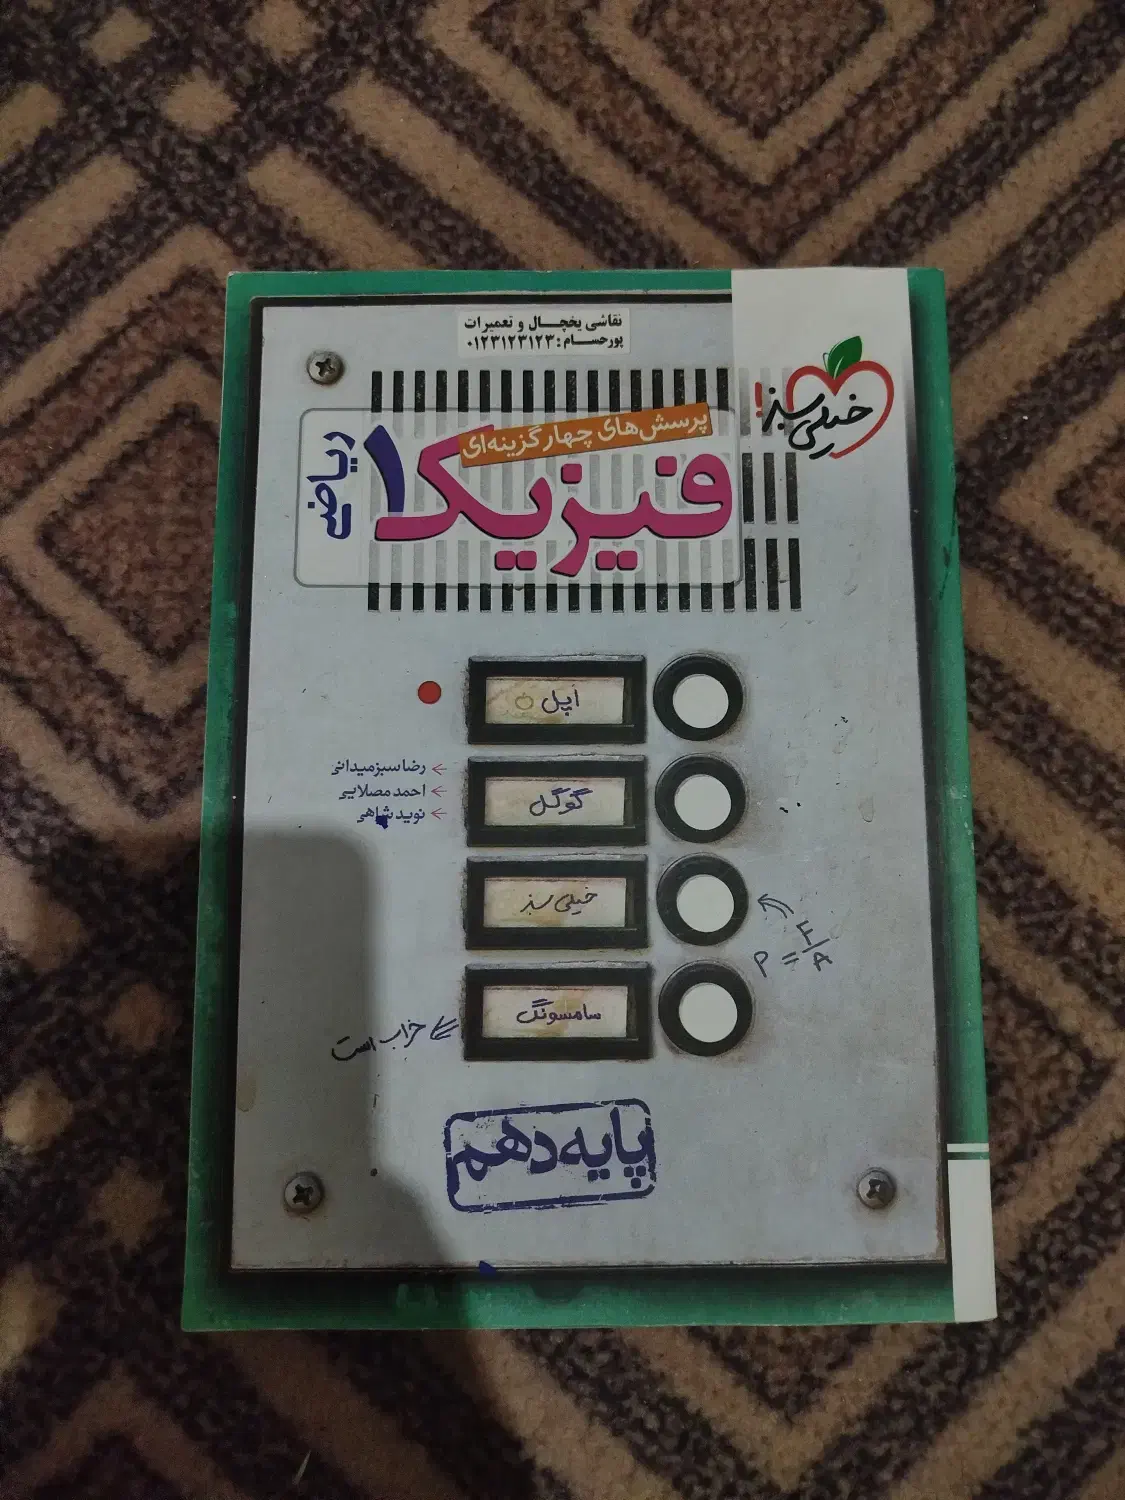 نقاشی یخچال و تعمیرات
پورحسام: ۰۱۲۳۱۲۳۱۲۳
خیلی سبز!
پرسش‌های چهارگزینه‌ای
فیزیک ۱
ریاضی
اپل
گوگل
خیلی سبز
سامسونگ
رضا سبزمیدانی
احمد مصلایی
نوید شاهی
P = F/A
خراب است
پایه دهم